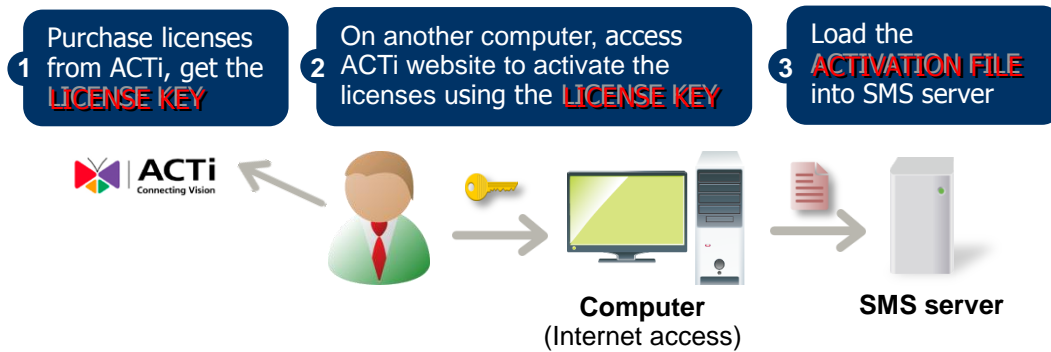 1
Purchase licenses
from ACTi, get the
LICENSE KEY
2
On another computer, access
ACTi website to activate the
licenses using the LICENSE KEY
3
Load the
ACTIVATION FILE
into SMS server
ACTi
Connecting Vision
Computer
(Internet access)
SMS server